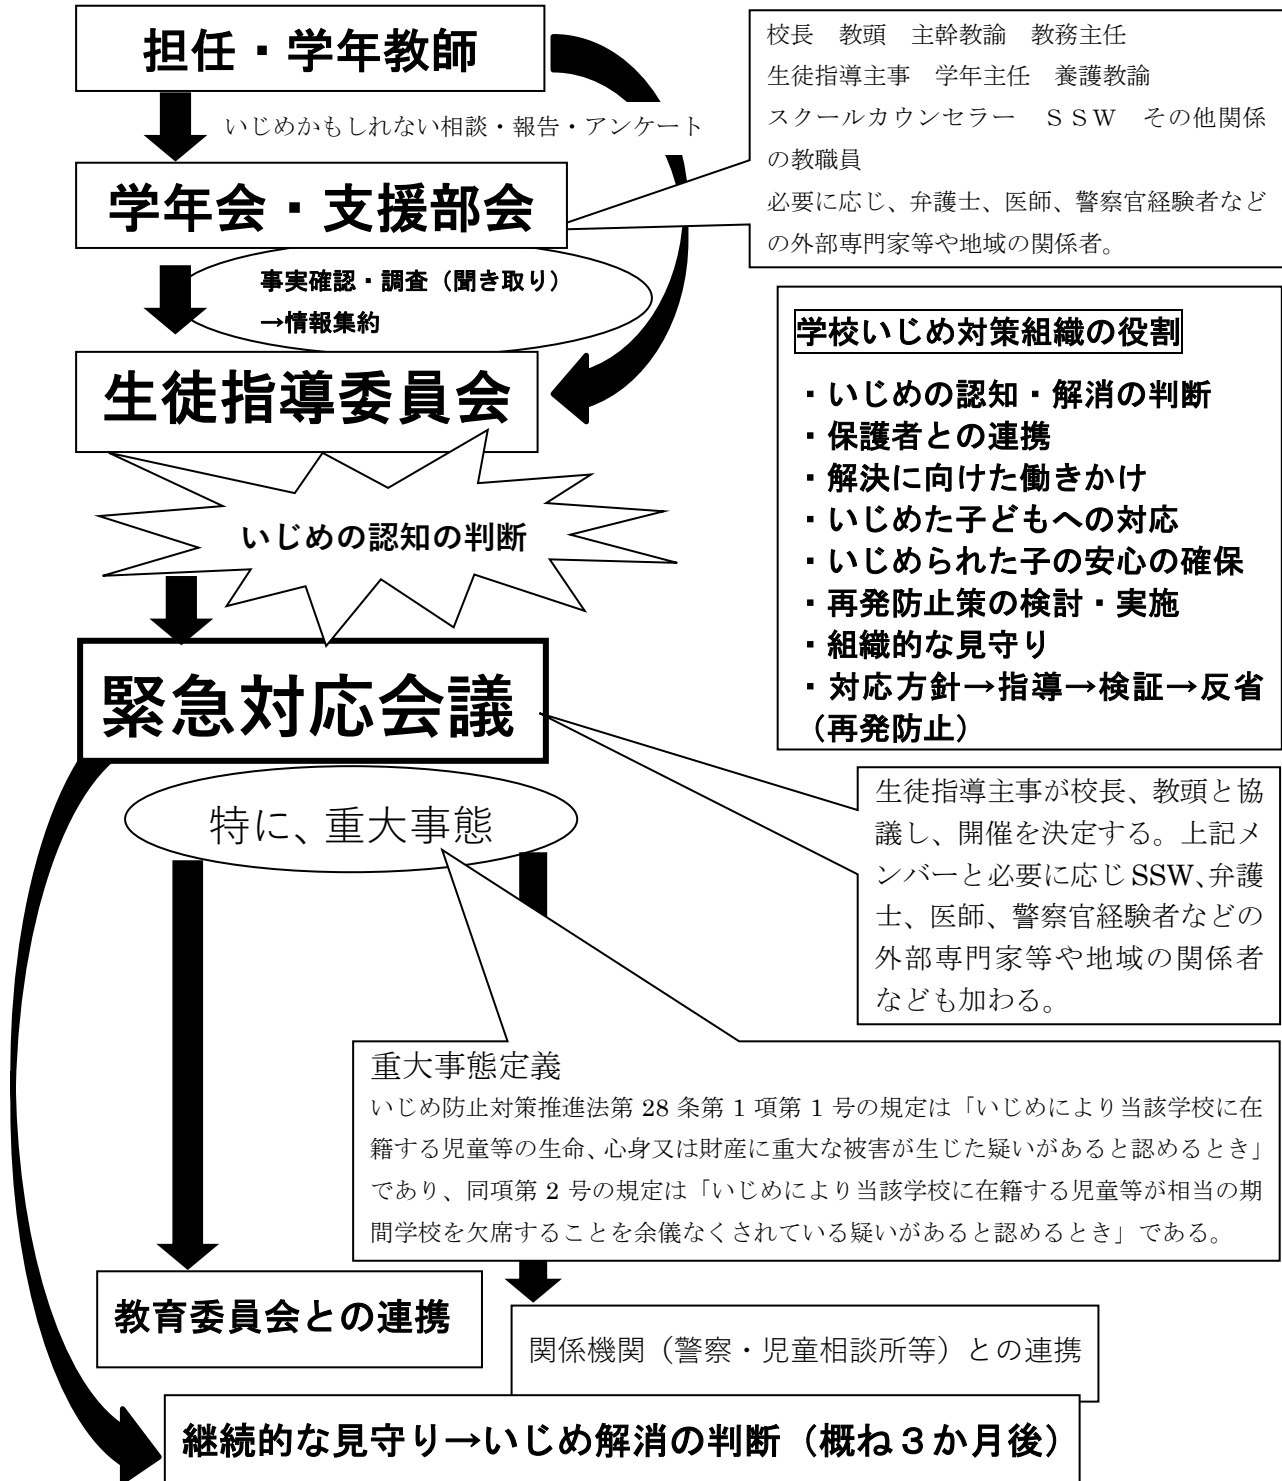 担任・学年教師
いじめかもしれない相談・報告・アンケート
学年会・支援部会
校長　教頭　主幹教諭　教務主任
生徒指導主事　学年主任　養護教諭
スクールカウンセラー　ＳＳＷ　その他関係
の教職員
必要に応じ、弁護士、医師、警察官経験者など
の外部専門家等や地域の関係者。
事実確認・調査（聞き取り）
→情報集約
生徒指導委員会
いじめの認知の判断
学校いじめ対策組織の役割
・いじめの認知・解消の判断
・保護者との連携
・解決に向けた働きかけ
・いじめた子どもへの対応
・いじめられた子の安心の確保
・再発防止策の検討・実施
・組織的な見守り
・対応方針→指導→検証→反省
（再発防止）
緊急対応会議
生徒指導主事が校長、教頭と協
議し、開催を決定する。上記メ
ンバーと必要に応じ SSW、弁護
士、医師、警察官経験者などの
外部専門家等や地域の関係者
なども加わる。
特に、重大事態
重大事態定義
いじめ防止対策推進法第 28 条第 1 項第 1 号の規定は「いじめにより当該学校に在
籍する児童等の生命、心身又は財産に重大な被害が生じた疑いがあると認めるとき」
であり、同項第 2 号の規定は「いじめにより当該学校に在籍する児童等が相当の期
間学校を欠席することを余儀なくされている疑いがあると認めるとき」である。
教育委員会との連携
関係機関（警察・児童相談所等）との連携
継続的な見守り→いじめ解消の判断（概ね３か月後）